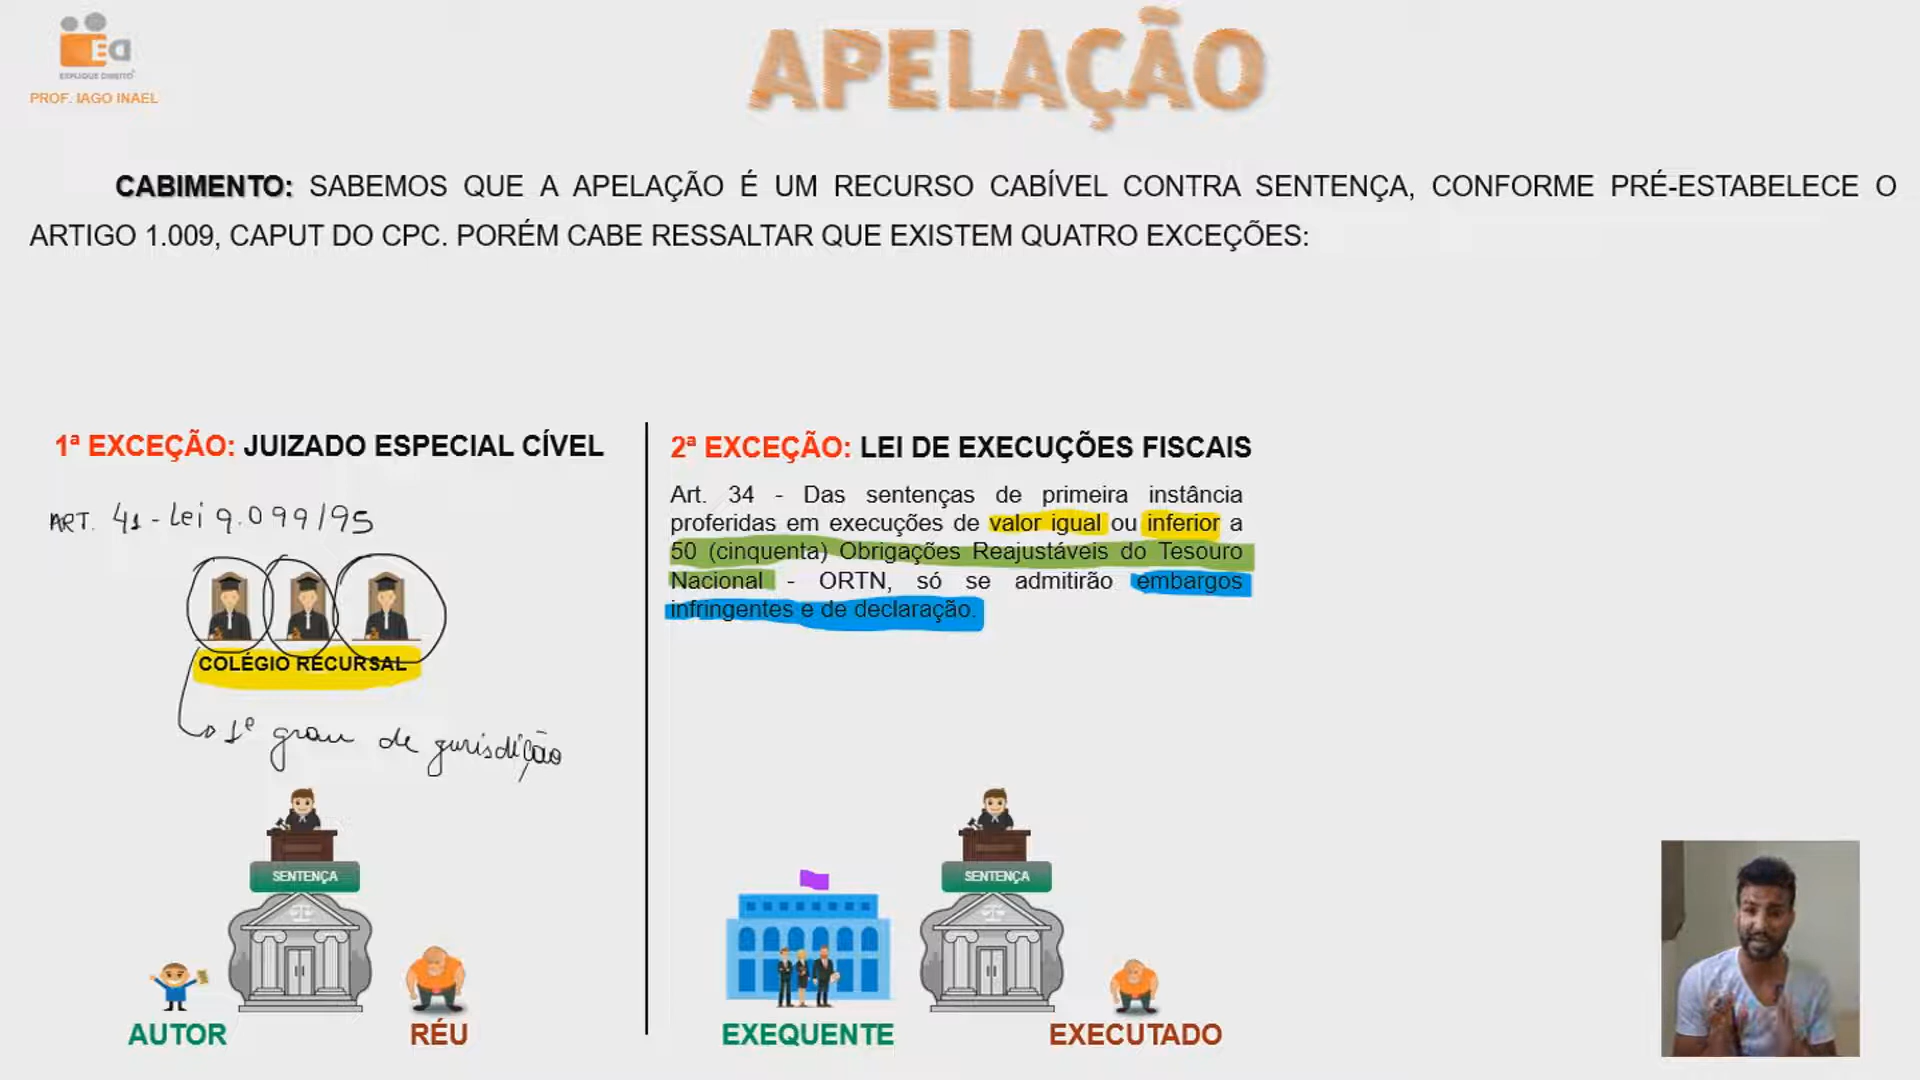 ED
EXPLIQUE DIREITO
PROF. IAGO INAEL
APELAÇÃO
CABIMENTO: SABEMOS QUE A APELAÇÃO É UM RECURSO CABÍVEL CONTRA SENTENÇA, CONFORME PRÉ-ESTABELECE O
ARTIGO 1.009, CAPUT DO CPC. PORÉM CABE RESSALTAR QUE EXISTEM QUATRO EXCEÇÕES:
1ª EXCEÇÃO: JUIZADO ESPECIAL CÍVEL
ART. 41 - Lei 9.099/95
COLÉGIO RECURSAL
1º grau de jurisdição
SENTENÇA
AUTOR
RÉU
2ª EXCEÇÃO: LEI DE EXECUÇÕES FISCAIS
Art. 34 - Das sentenças de primeira instância
proferidas em execuções de valor igual ou inferior a
50 (cinquenta) Obrigações Reajustáveis do Tesouro
Nacional - ORTN, só se admitirão embargos
infringentes e de declaração.
SENTENÇA
EXEQUENTE
EXECUTADO